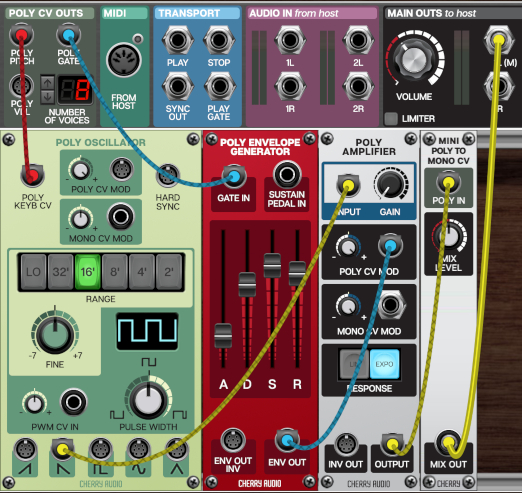 POLY CV OUTS
MIDI
TRANSPORT
AUDIO IN from host
MAIN OUTS to host
POLY
PITCH
POLY
GATE
PLAY
STOP
1L
2L
(M)
POLY
VEL
8
NUMBER
OF VOICES
FROM
HOST
SYNC
OUT
PLAY
GATE
1R
2R
VOLUME
LIMITER
R
POLY OSCILLATOR
POLY
KEYB CV
POLY CV MOD
HARD
SYNC
MONO CV MOD
LO
32'
16'
8'
4'
2'
RANGE
-7
+7
FINE
PWM CV IN
PULSE WIDTH
CHERRY AUDIO
POLY ENVELOPE
GENERATOR
GATE IN
SUSTAIN
PEDAL IN
A
D
S
R
ENV OUT
INV
ENV OUT
CHERRY AUDIO
POLY
AMPLIFIER
INPUT
GAIN
POLY CV MOD
MONO CV MOD
EXPO
RESPONSE
INV OUT
OUTPUT
CHERRY AUDIO
MINI
POLY TO
MONO CV
POLY IN
MIX
LEVEL
MIX OUT
CHERRY